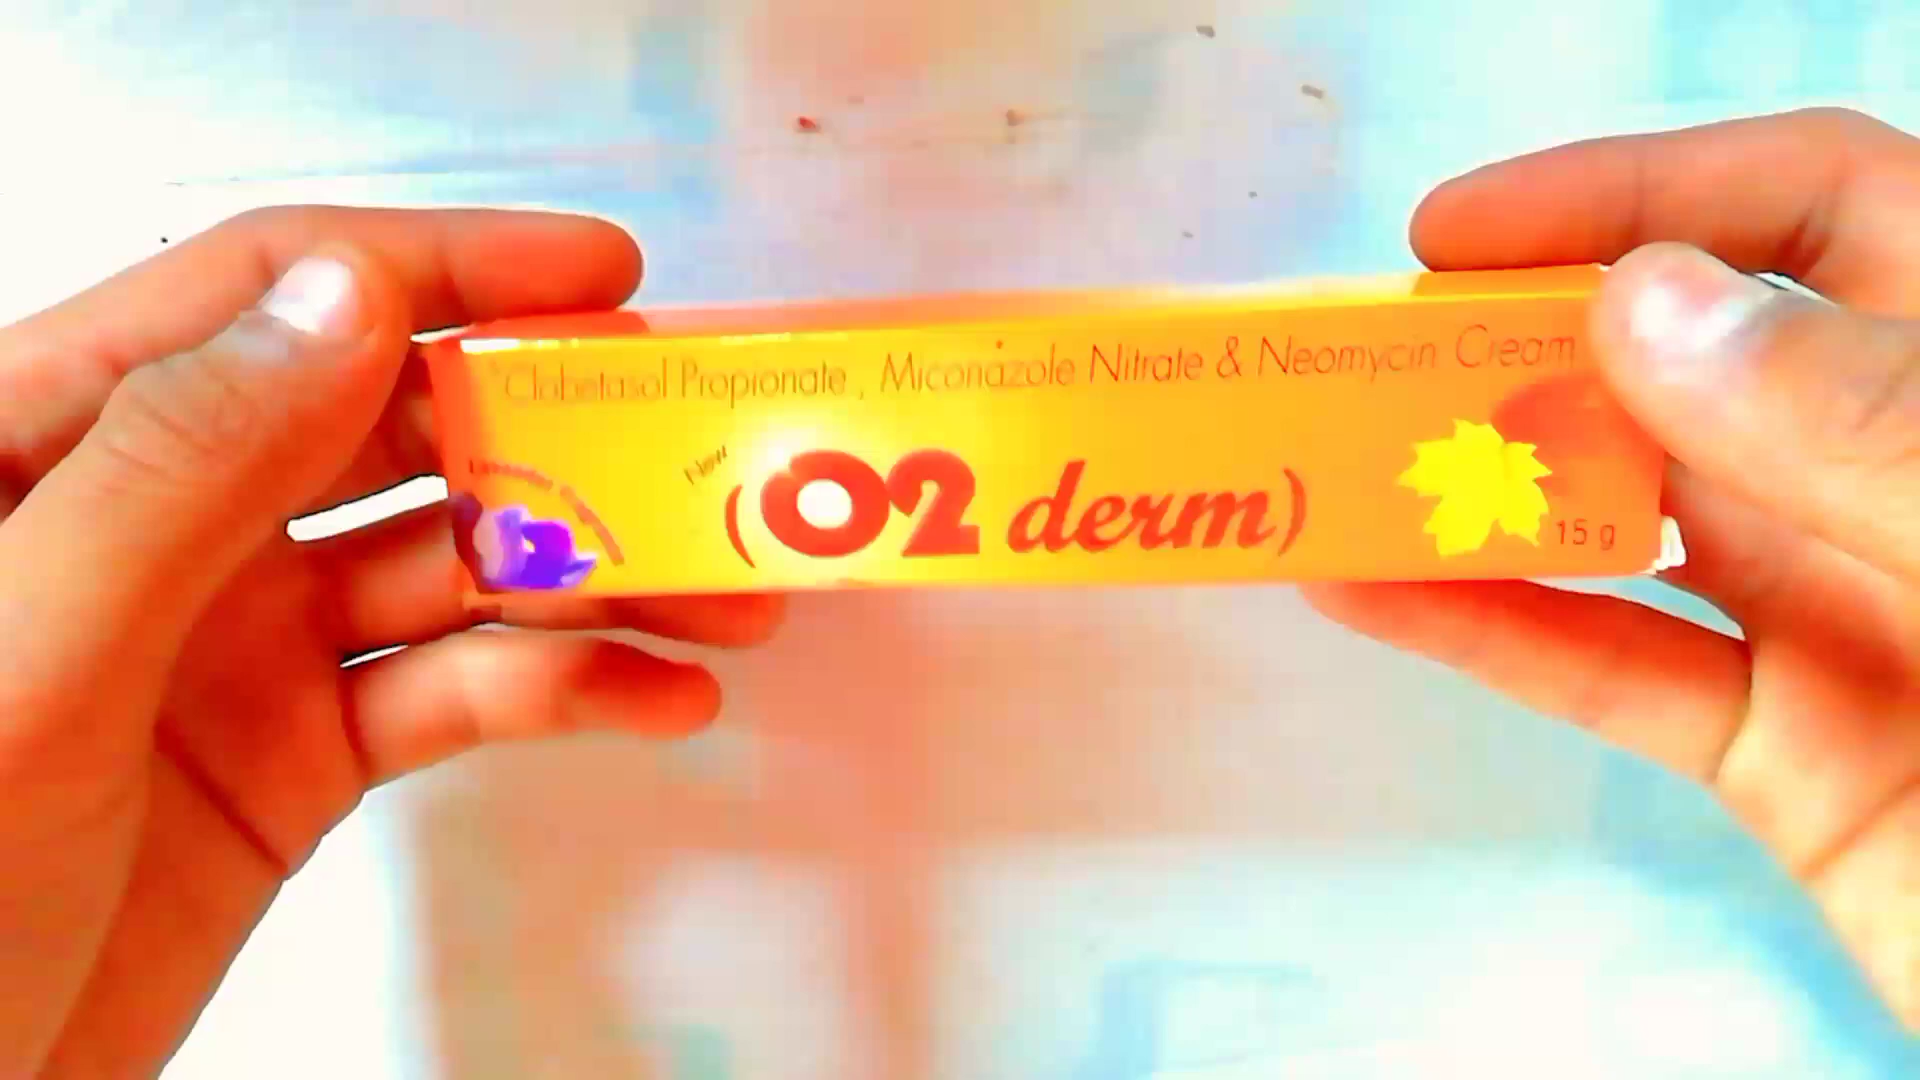 Clobetasol Propionate, Miconazole Nitrate & Neomycin Cream
New
(O2 derm)
15 g